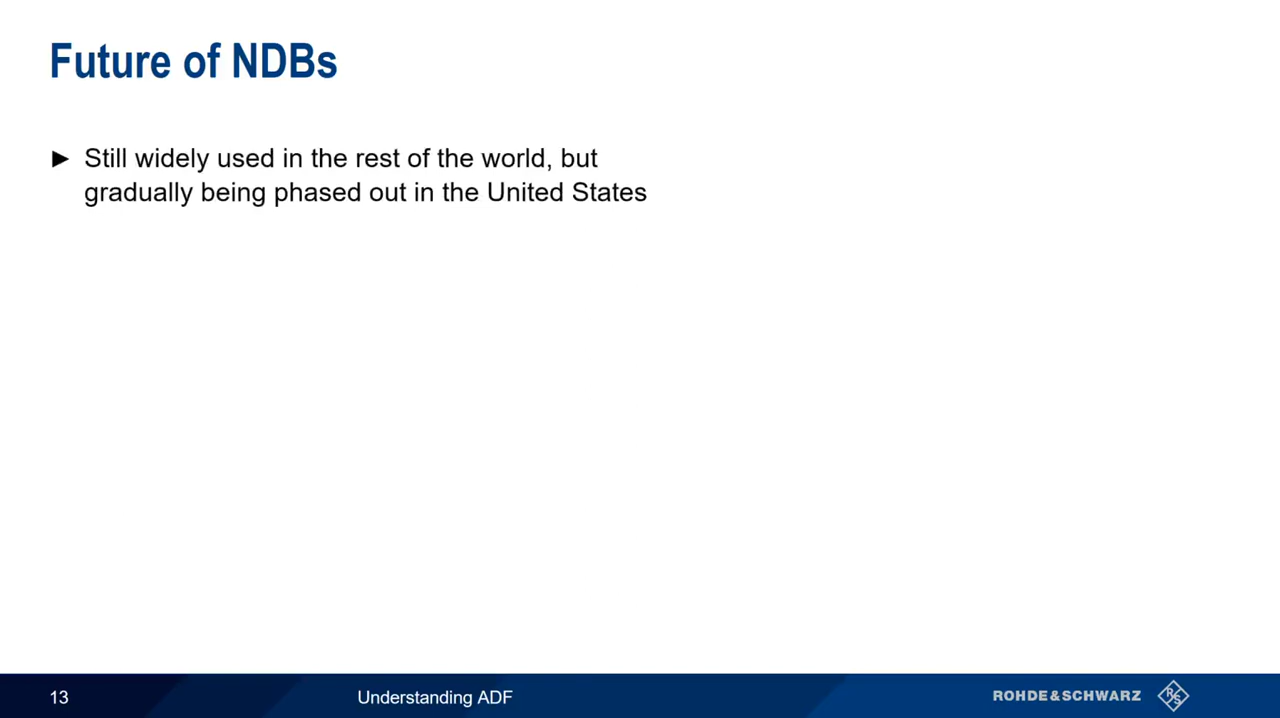 Future of NDBs
► Still widely used in the rest of the world, but
gradually being phased out in the United States
13
Understanding ADF
ROHDE&SCHWARZ
R
S